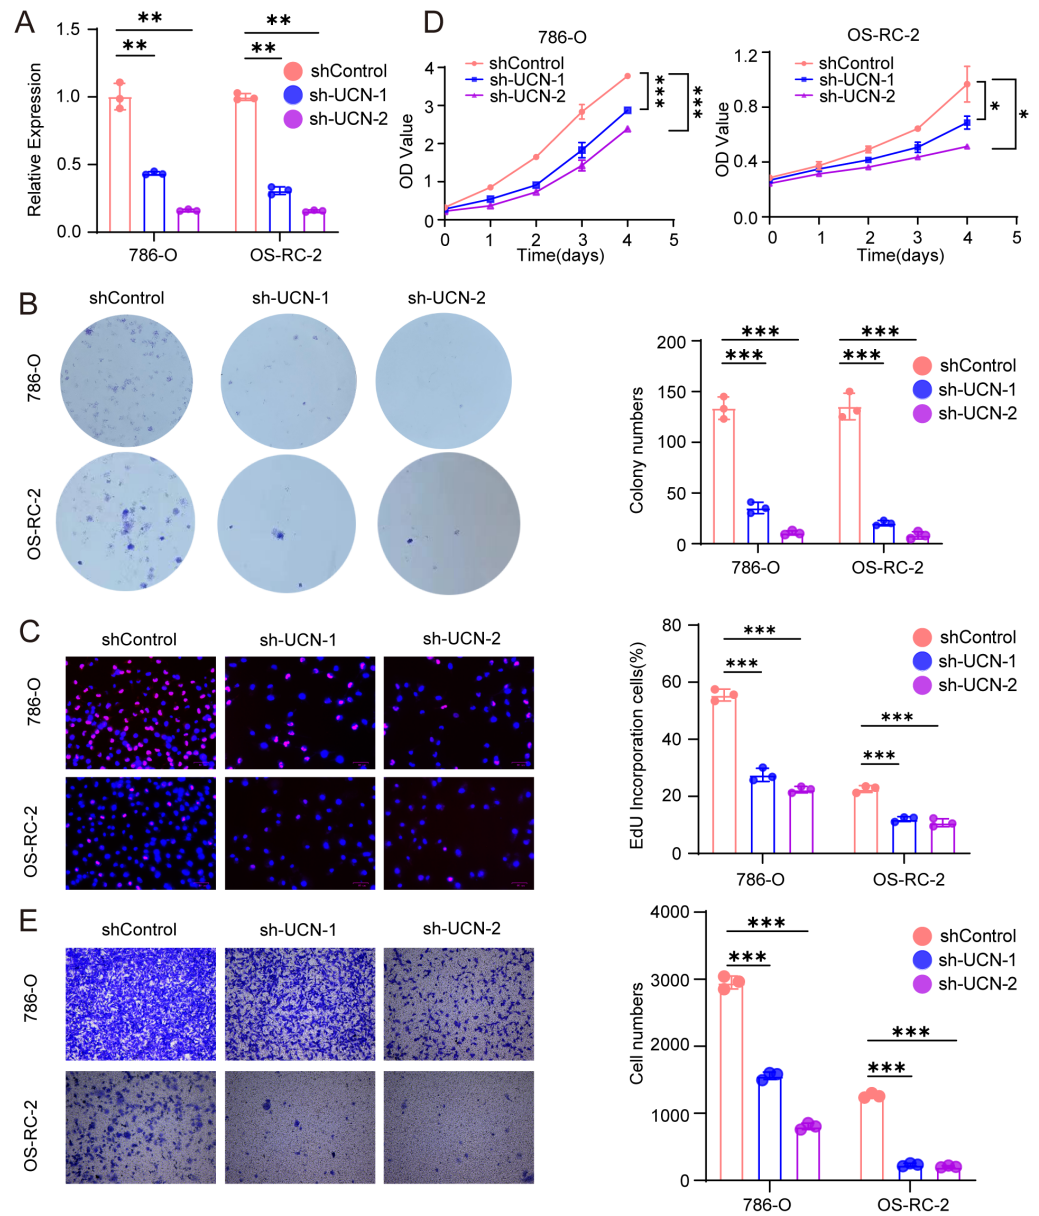 A
1.5
1.0
0.5
0.0
Relative Expression
**
**
**
**
shControl
sh-UCN-1
sh-UCN-2
786-O
OS-RC-2
D
786-O
4
3
2
1
0
OD Value
shControl
sh-UCN-1
sh-UCN-2
***
***
0 1 2 3 4 5
Time(days)
OS-RC-2
1.2
0.8
0.4
0.0
OD Value
shControl
sh-UCN-1
sh-UCN-2
*
*
0 1 2 3 4 5
Time(days)
B
shControl sh-UCN-1 sh-UCN-2
786-O
OS-RC-2
200
150
100
50
0
Colony numbers
***
***
***
***
shControl
sh-UCN-1
sh-UCN-2
786-O
OS-RC-2
C
shControl sh-UCN-1 sh-UCN-2
786-O
OS-RC-2
80
60
40
20
0
EdU Incorporation cells(%)
***
***
***
***
shControl
sh-UCN-1
sh-UCN-2
786-O
OS-RC-2
E
shControl sh-UCN-1 sh-UCN-2
786-O
OS-RC-2
4000
3000
2000
1000
0
Cell numbers
***
***
***
***
shControl
sh-UCN-1
sh-UCN-2
786-O
OS-RC-2